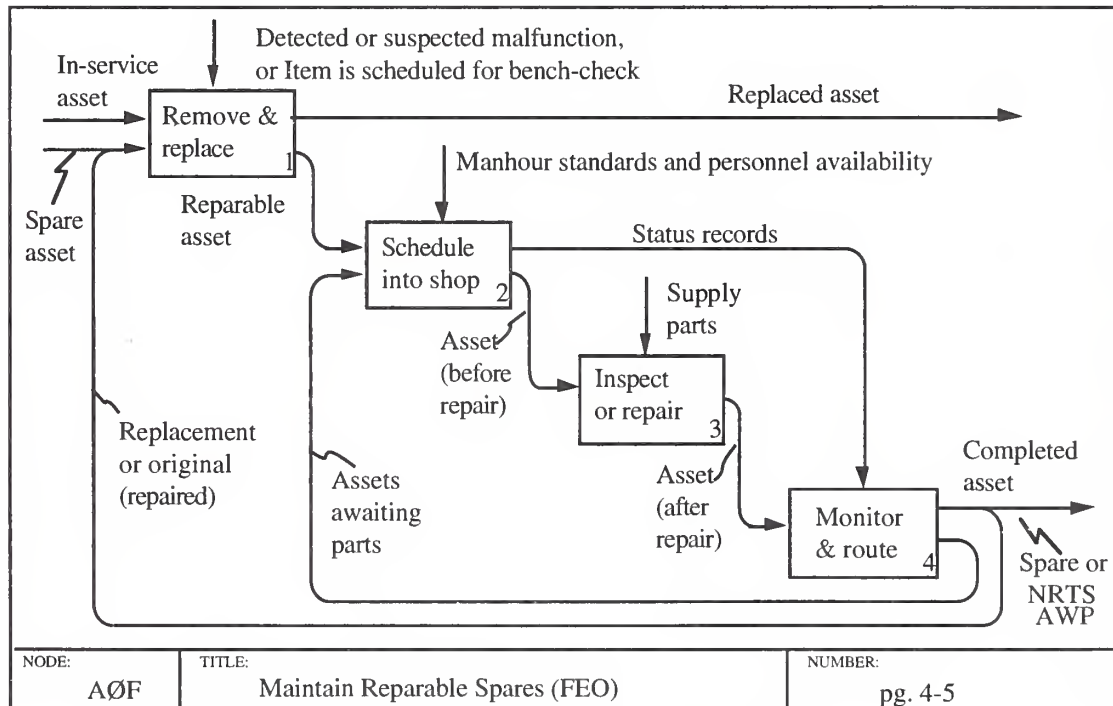 Detected or suspected malfunction,
or Item is scheduled for bench-check
In-service
asset
Remove &
replace
1
Replaced asset
Spare
asset
Reparable
asset
Manhour standards and personnel availability
Schedule
into shop
2
Status records
Supply
parts
Asset
(before
repair)
Inspect
or repair
3
Replacement
or original
(repaired)
Assets
awaiting
parts
Asset
(after
repair)
Monitor
& route
4
Completed
asset
Spare or
NRTS
AWP
NODE:
AØF
TITLE:
Maintain Reparable Spares (FEO)
NUMBER:
pg. 4-5